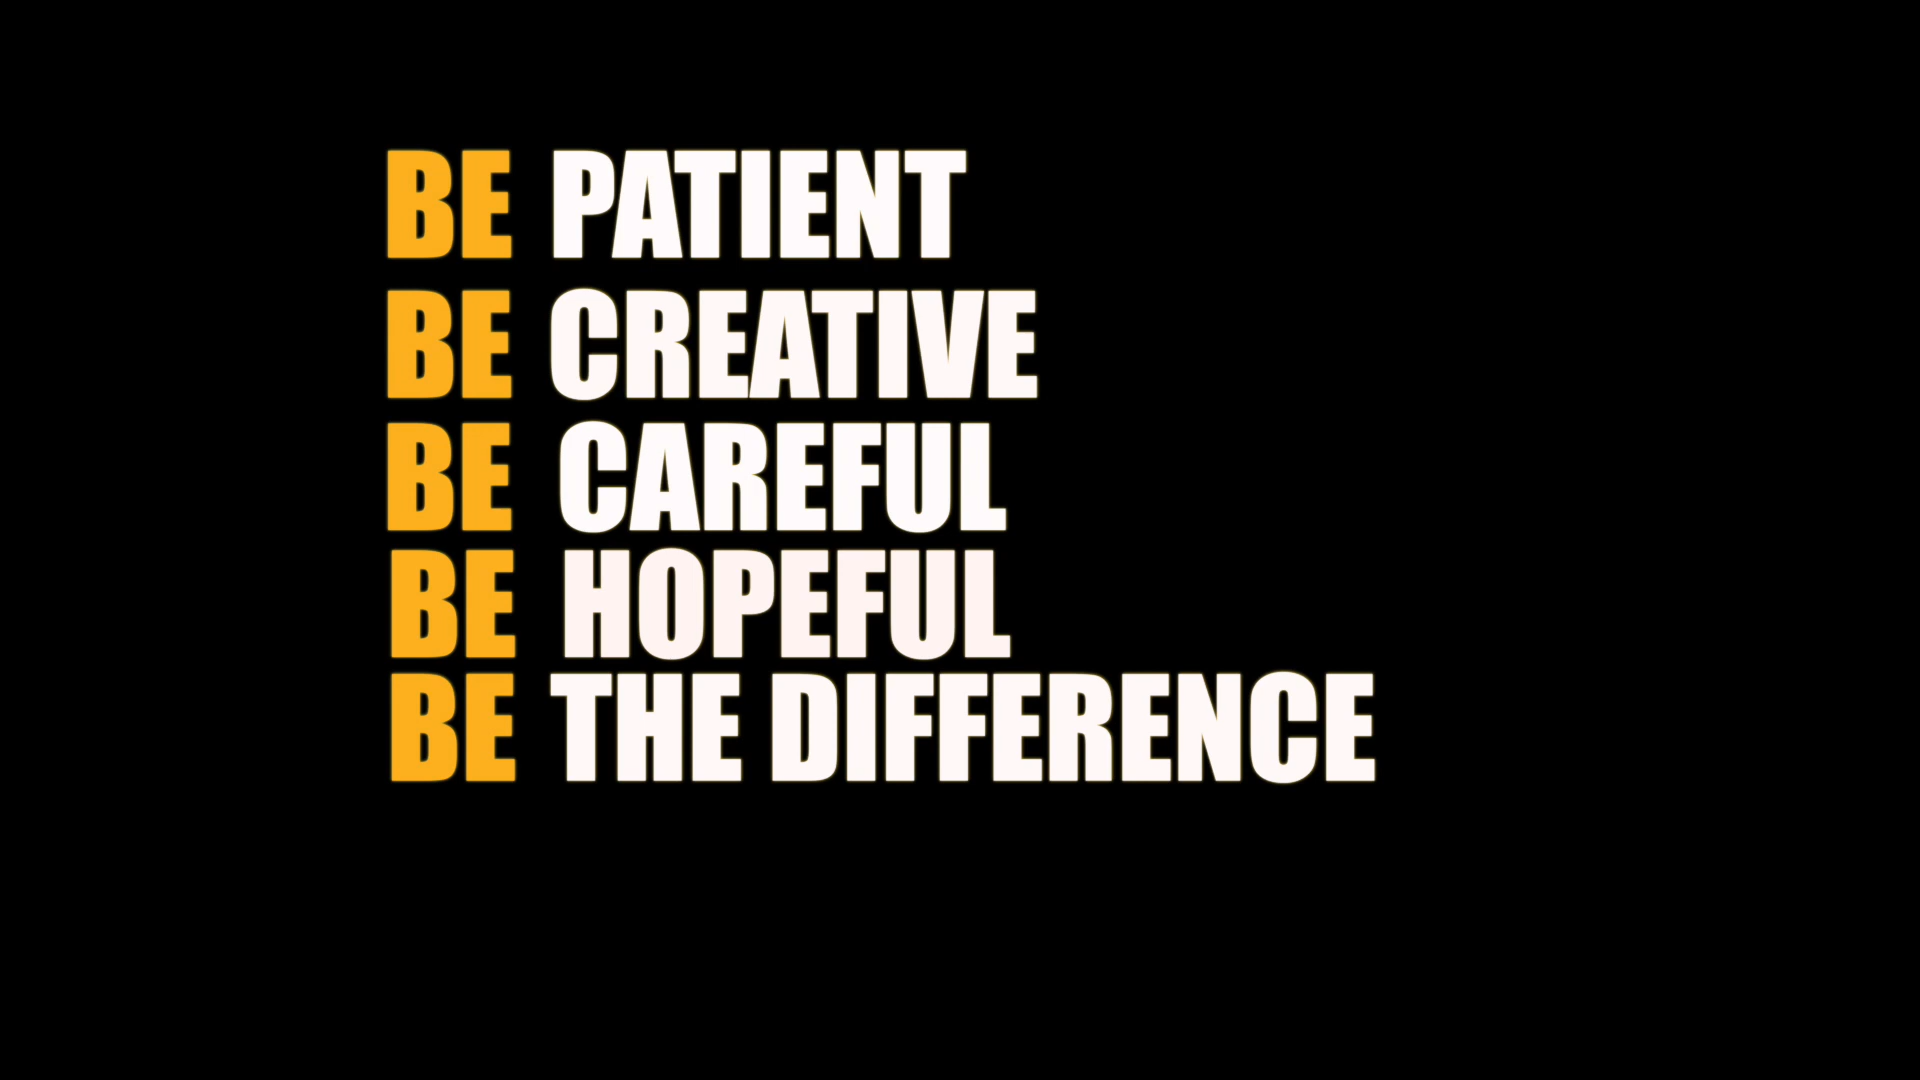 BE PATIENT
BE CREATIVE
BE CAREFUL
BE HOPEFUL
BE THE DIFFERENCE